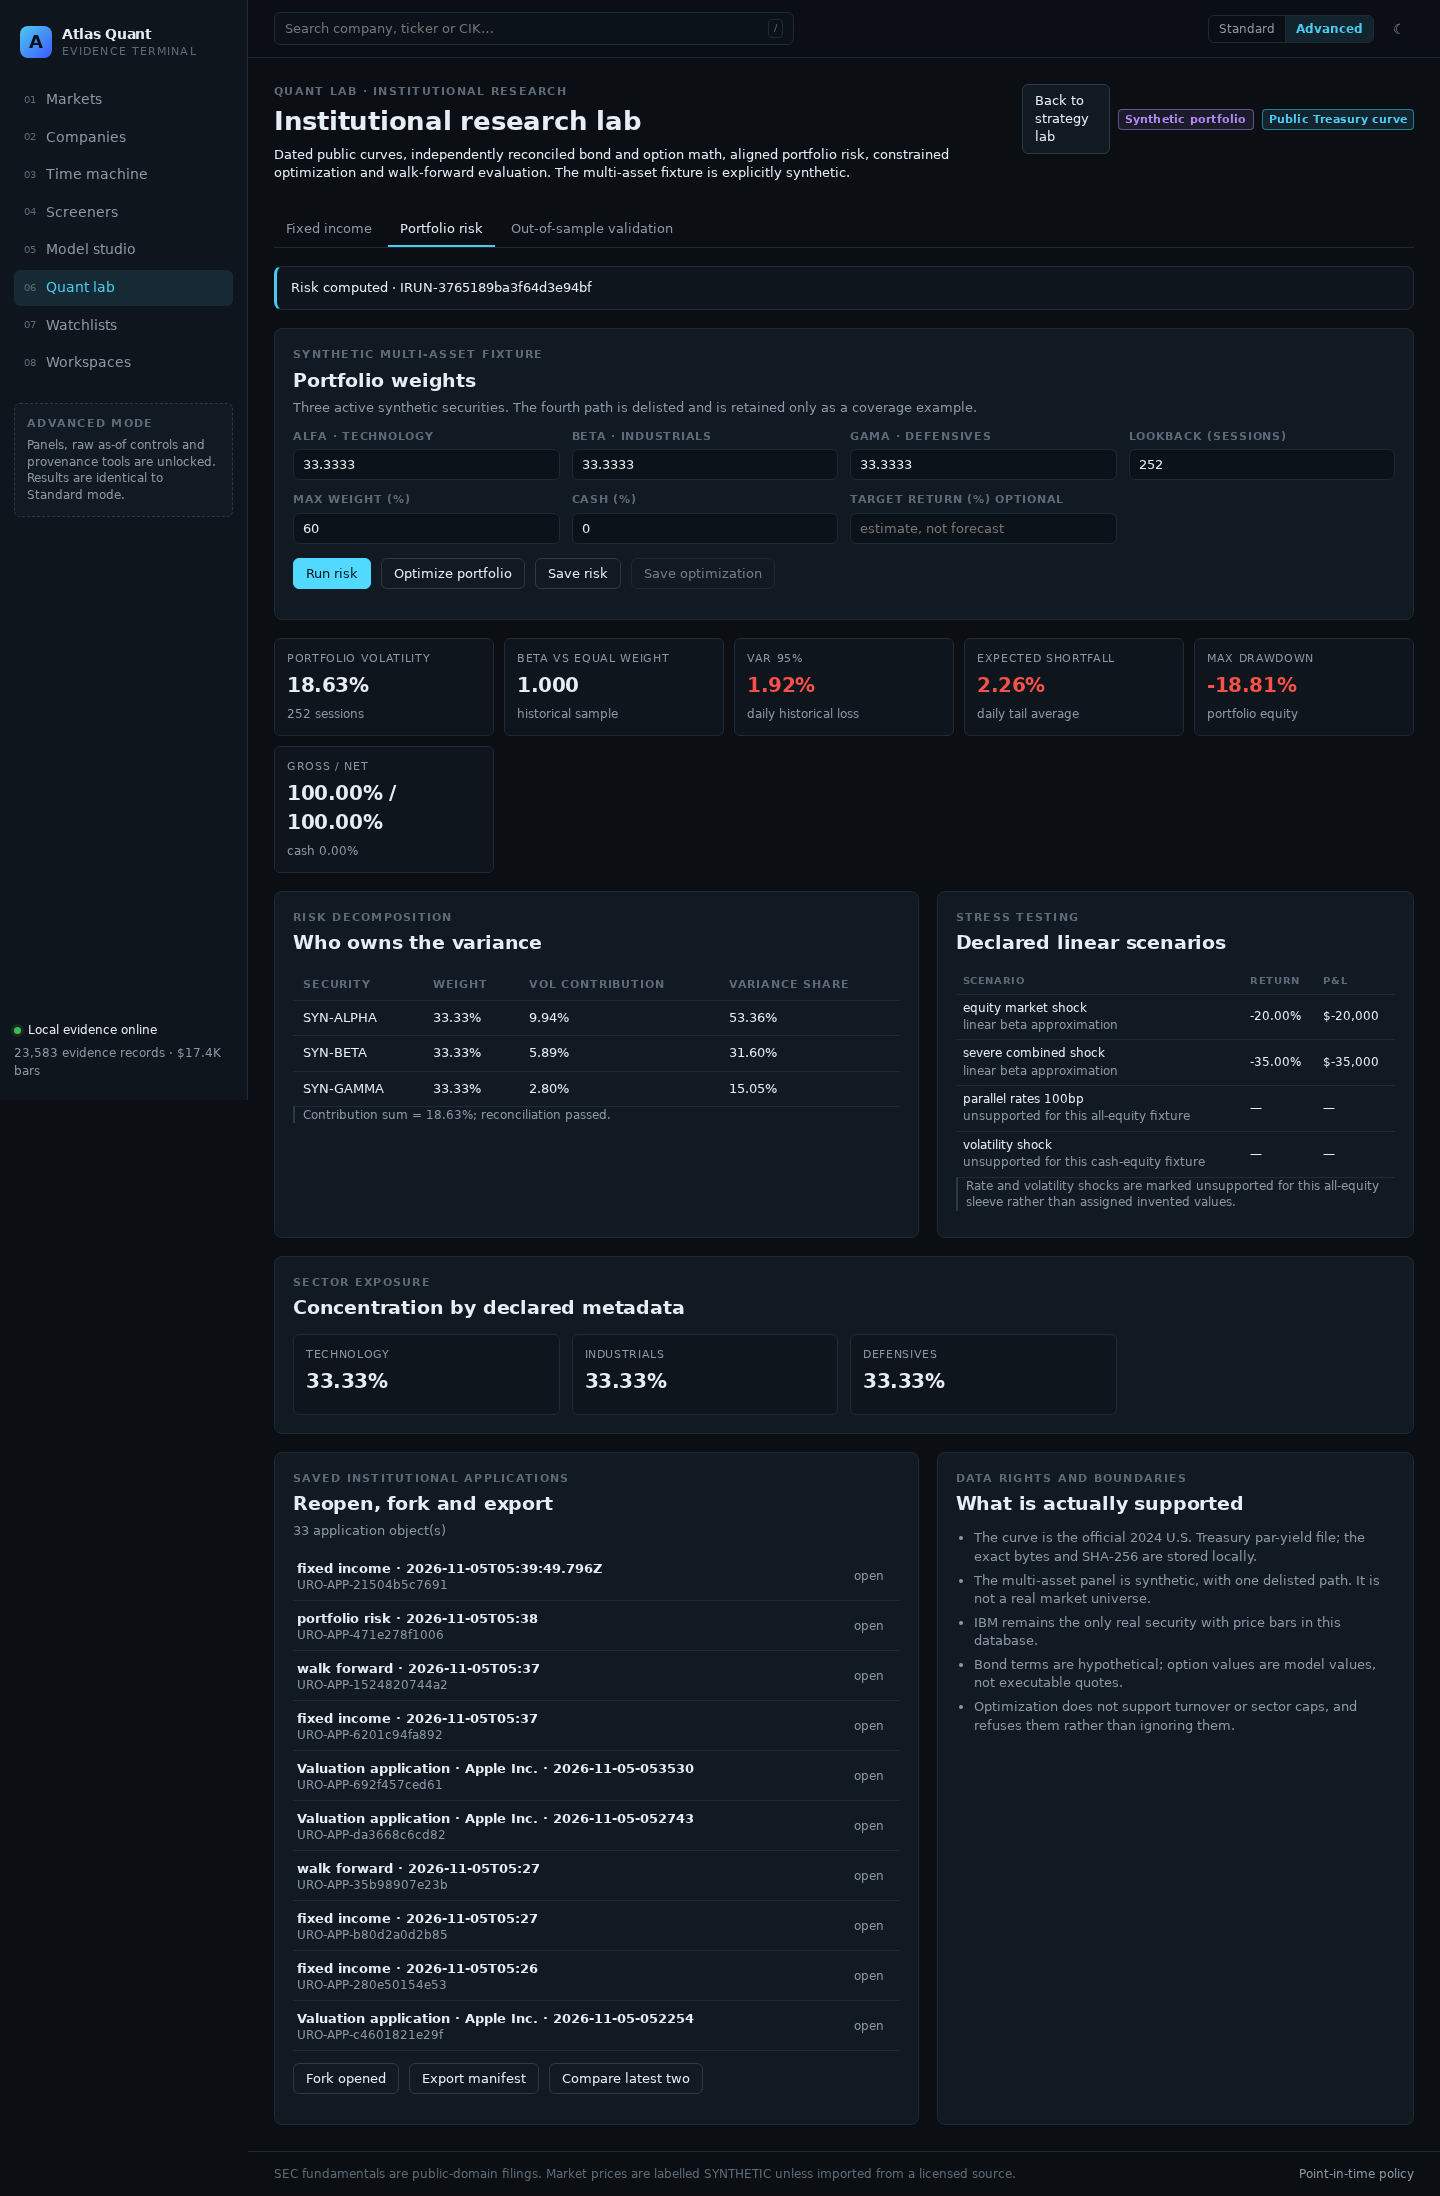 A
Atlas Quant
EVIDENCE TERMINAL
01 Markets
02 Companies
03 Time machine
04 Screeners
05 Model studio
06 Quant lab
07 Watchlists
08 Workspaces
ADVANCED MODE
Panels, raw as-of controls and
provenance tools are unlocked.
Results are identical to
Standard mode.
Local evidence online
23,583 evidence records · $17.4K
bars
Search company, ticker or CIK...
/
Standard Advanced
QUANT LAB · INSTITUTIONAL RESEARCH
Institutional research lab
Dated public curves, independently reconciled bond and option math, aligned portfolio risk, constrained
optimization and walk-forward evaluation. The multi-asset fixture is explicitly synthetic.
Back to
strategy
lab
Synthetic portfolio
Public Treasury curve
Fixed income Portfolio risk Out-of-sample validation
Risk computed · IRUN-3765189ba3f64d3e94bf
SYNTHETIC MULTI-ASSET FIXTURE
Portfolio weights
Three active synthetic securities. The fourth path is delisted and is retained only as a coverage example.
ALFA · TECHNOLOGY BETA · INDUSTRIALS GAMA · DEFENSIVES LOOKBACK (SESSIONS)
33.3333 33.3333 33.3333 252
MAX WEIGHT (%) CASH (%) TARGET RETURN (%) OPTIONAL
60 0 estimate, not forecast
Run risk Optimize portfolio Save risk Save optimization
PORTFOLIO VOLATILITY
18.63%
252 sessions
BETA VS EQUAL WEIGHT
1.000
historical sample
VAR 95%
1.92%
daily historical loss
EXPECTED SHORTFALL
2.26%
daily tail average
MAX DRAWDOWN
-18.81%
portfolio equity
GROSS / NET
100.00% /
100.00%
cash 0.00%
RISK DECOMPOSITION
Who owns the variance
SECURITY WEIGHT VOL CONTRIBUTION VARIANCE SHARE
SYN-ALPHA 33.33% 9.94% 53.36%
SYN-BETA 33.33% 5.89% 31.60%
SYN-GAMMA 33.33% 2.80% 15.05%
Contribution sum = 18.63%; reconciliation passed.
STRESS TESTING
Declared linear scenarios
SCENARIO RETURN P&L
equity market shock
linear beta approximation
-20.00% $-20,000
severe combined shock
linear beta approximation
-35.00% $-35,000
parallel rates 100bp
unsupported for this all-equity fixture
— —
volatility shock
unsupported for this cash-equity fixture
— —
Rate and volatility shocks are marked unsupported for this all-equity
sleeve rather than assigned invented values.
SECTOR EXPOSURE
Concentration by declared metadata
TECHNOLOGY
33.33%
INDUSTRIALS
33.33%
DEFENSIVES
33.33%
SAVED INSTITUTIONAL APPLICATIONS
Reopen, fork and export
33 application object(s)
fixed income · 2026-11-05T05:39:49.796Z
URO-APP-21504b5c7691
open
portfolio risk · 2026-11-05T05:38
URO-APP-471e278f1006
open
walk forward · 2026-11-05T05:37
URO-APP-1524820744a2
open
fixed income · 2026-11-05T05:37
URO-APP-6201c94fa892
open
Valuation application · Apple Inc. · 2026-11-05-053530
URO-APP-692f457ced61
open
Valuation application · Apple Inc. · 2026-11-05-052743
URO-APP-da3668c6cd82
open
walk forward · 2026-11-05T05:27
URO-APP-35b98907e23b
open
fixed income · 2026-11-05T05:27
URO-APP-b80d2a0d2b85
open
fixed income · 2026-11-05T05:26
URO-APP-280e50154e53
open
Valuation application · Apple Inc. · 2026-11-05-052254
URO-APP-c4601821e29f
open
Fork opened Export manifest Compare latest two
DATA RIGHTS AND BOUNDARIES
What is actually supported
• The curve is the official 2024 U.S. Treasury par-yield file; the
exact bytes and SHA-256 are stored locally.
• The multi-asset panel is synthetic, with one delisted path. It is
not a real market universe.
• IBM remains the only real security with price bars in this
database.
• Bond terms are hypothetical; option values are model values,
not executable quotes.
• Optimization does not support turnover or sector caps, and
refuses them rather than ignoring them.
SEC fundamentals are public-domain filings. Market prices are labelled SYNTHETIC unless imported from a licensed source.
Point-in-time policy